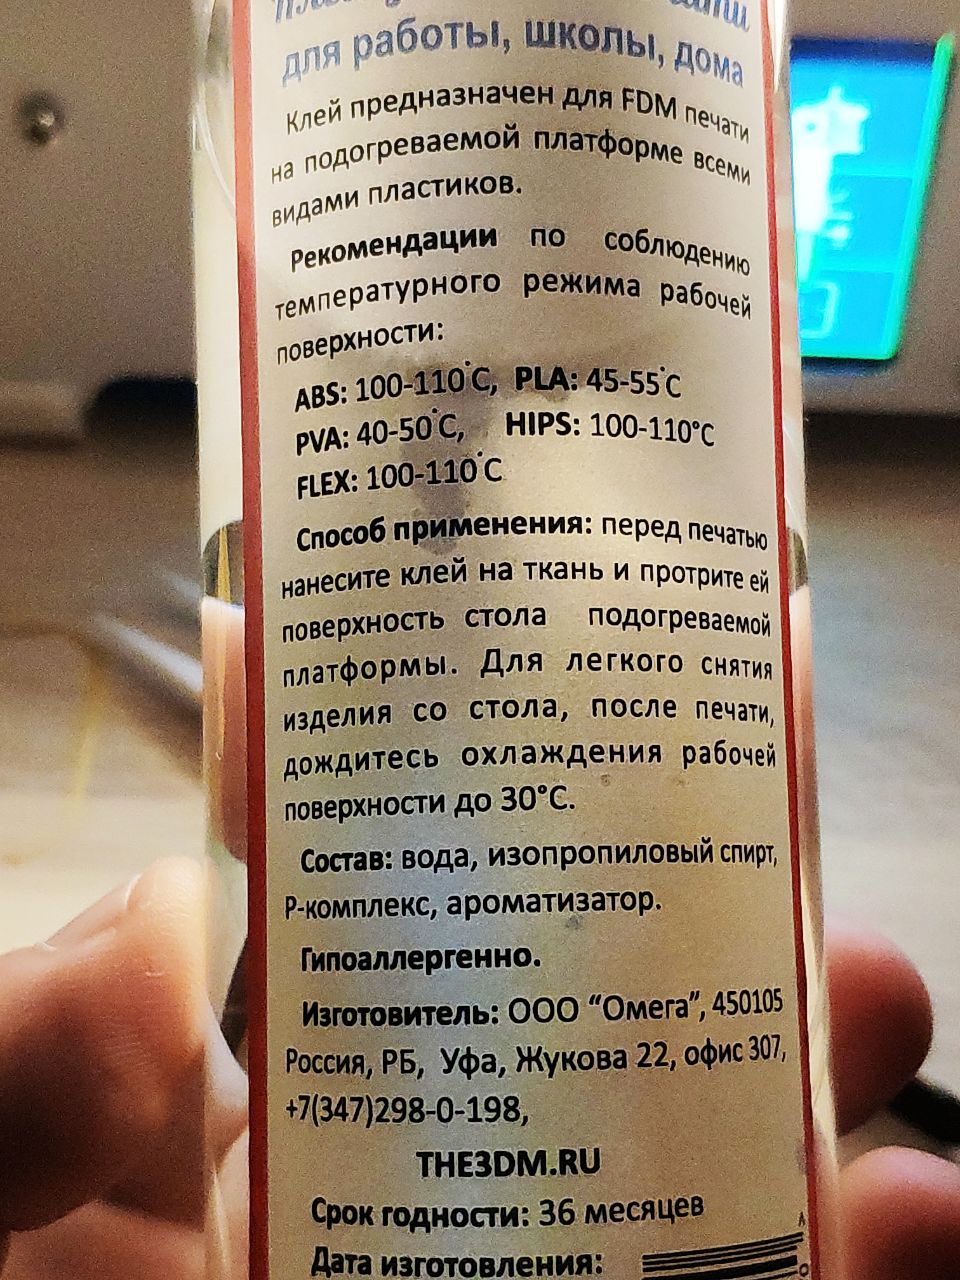 для работы, школы, дома
Клей предназначен для FDM печати
на подогреваемой платформе всеми
видами пластиков.
Рекомендации по соблюдению
температурного режима рабочей
поверхности:
ABS: 100-110°C, PLA: 45-55°C
PVA: 40-50°C, HIPS: 100-110°C
FLEX: 100-110°C
Способ применения: перед печатью
нанесите клей на ткань и протрите ей
поверхность стола подогреваемой
платформы. Для легкого снятия
изделия со стола, после печати,
дождитесь охлаждения рабочей
поверхности до 30°C.
Состав: вода, изопропиловый спирт,
Р-комплекс, ароматизатор.
Гипоаллергенно.
Изготовитель: ООО “Омега”, 450105
Россия, РБ, Уфа, Жукова 22, офис 307,
+7(347)298-0-198,
THE3DM.RU
Срок годности: 36 месяцев
Дата изготовления: